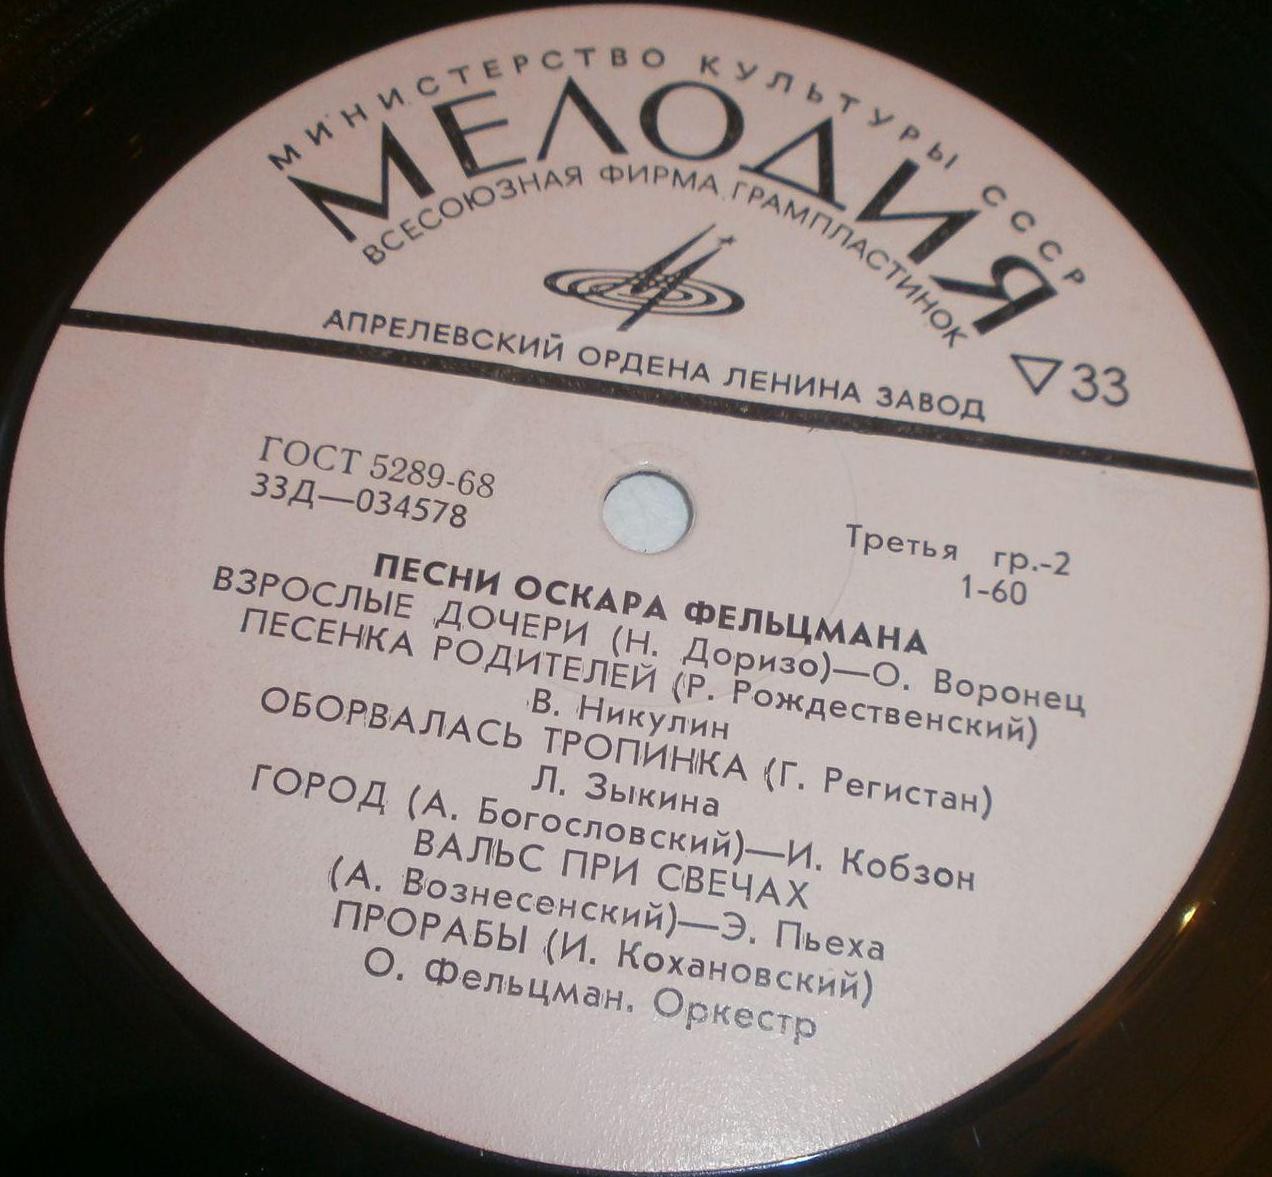 МИНИСТЕРСТВО КУЛЬТУРЫ СССР
МЕЛОДИЯ
ВСЕСОЮЗНАЯ ФИРМА ГРАМПЛАСТИНОК
АПРЕЛЕВСКИЙ ОРДЕНА ЛЕНИНА ЗАВОД
33
ГОСТ 5289-68
33Д—034578
Третья гр.-2
1-60
ПЕСНИ ОСКАРА ФЕЛЬЦМАНА
ВЗРОСЛЫЕ ДОЧЕРИ (Н. Доризо)—О. Воронец
ПЕСЕНКА РОДИТЕЛЕЙ (Р. Рождественский)
В. Никулин
ОБОРВАЛАСЬ ТРОПИНКА (Г. Регистан)
Л. Зыкина
ГОРОД (А. Богословский)—И. Кобзон
ВАЛЬС ПРИ СВЕЧАХ
(А. Вознесенский)—Э. Пьеха
ПРОРАБЫ (И. Кохановский)
О. Фельцман. Оркестр